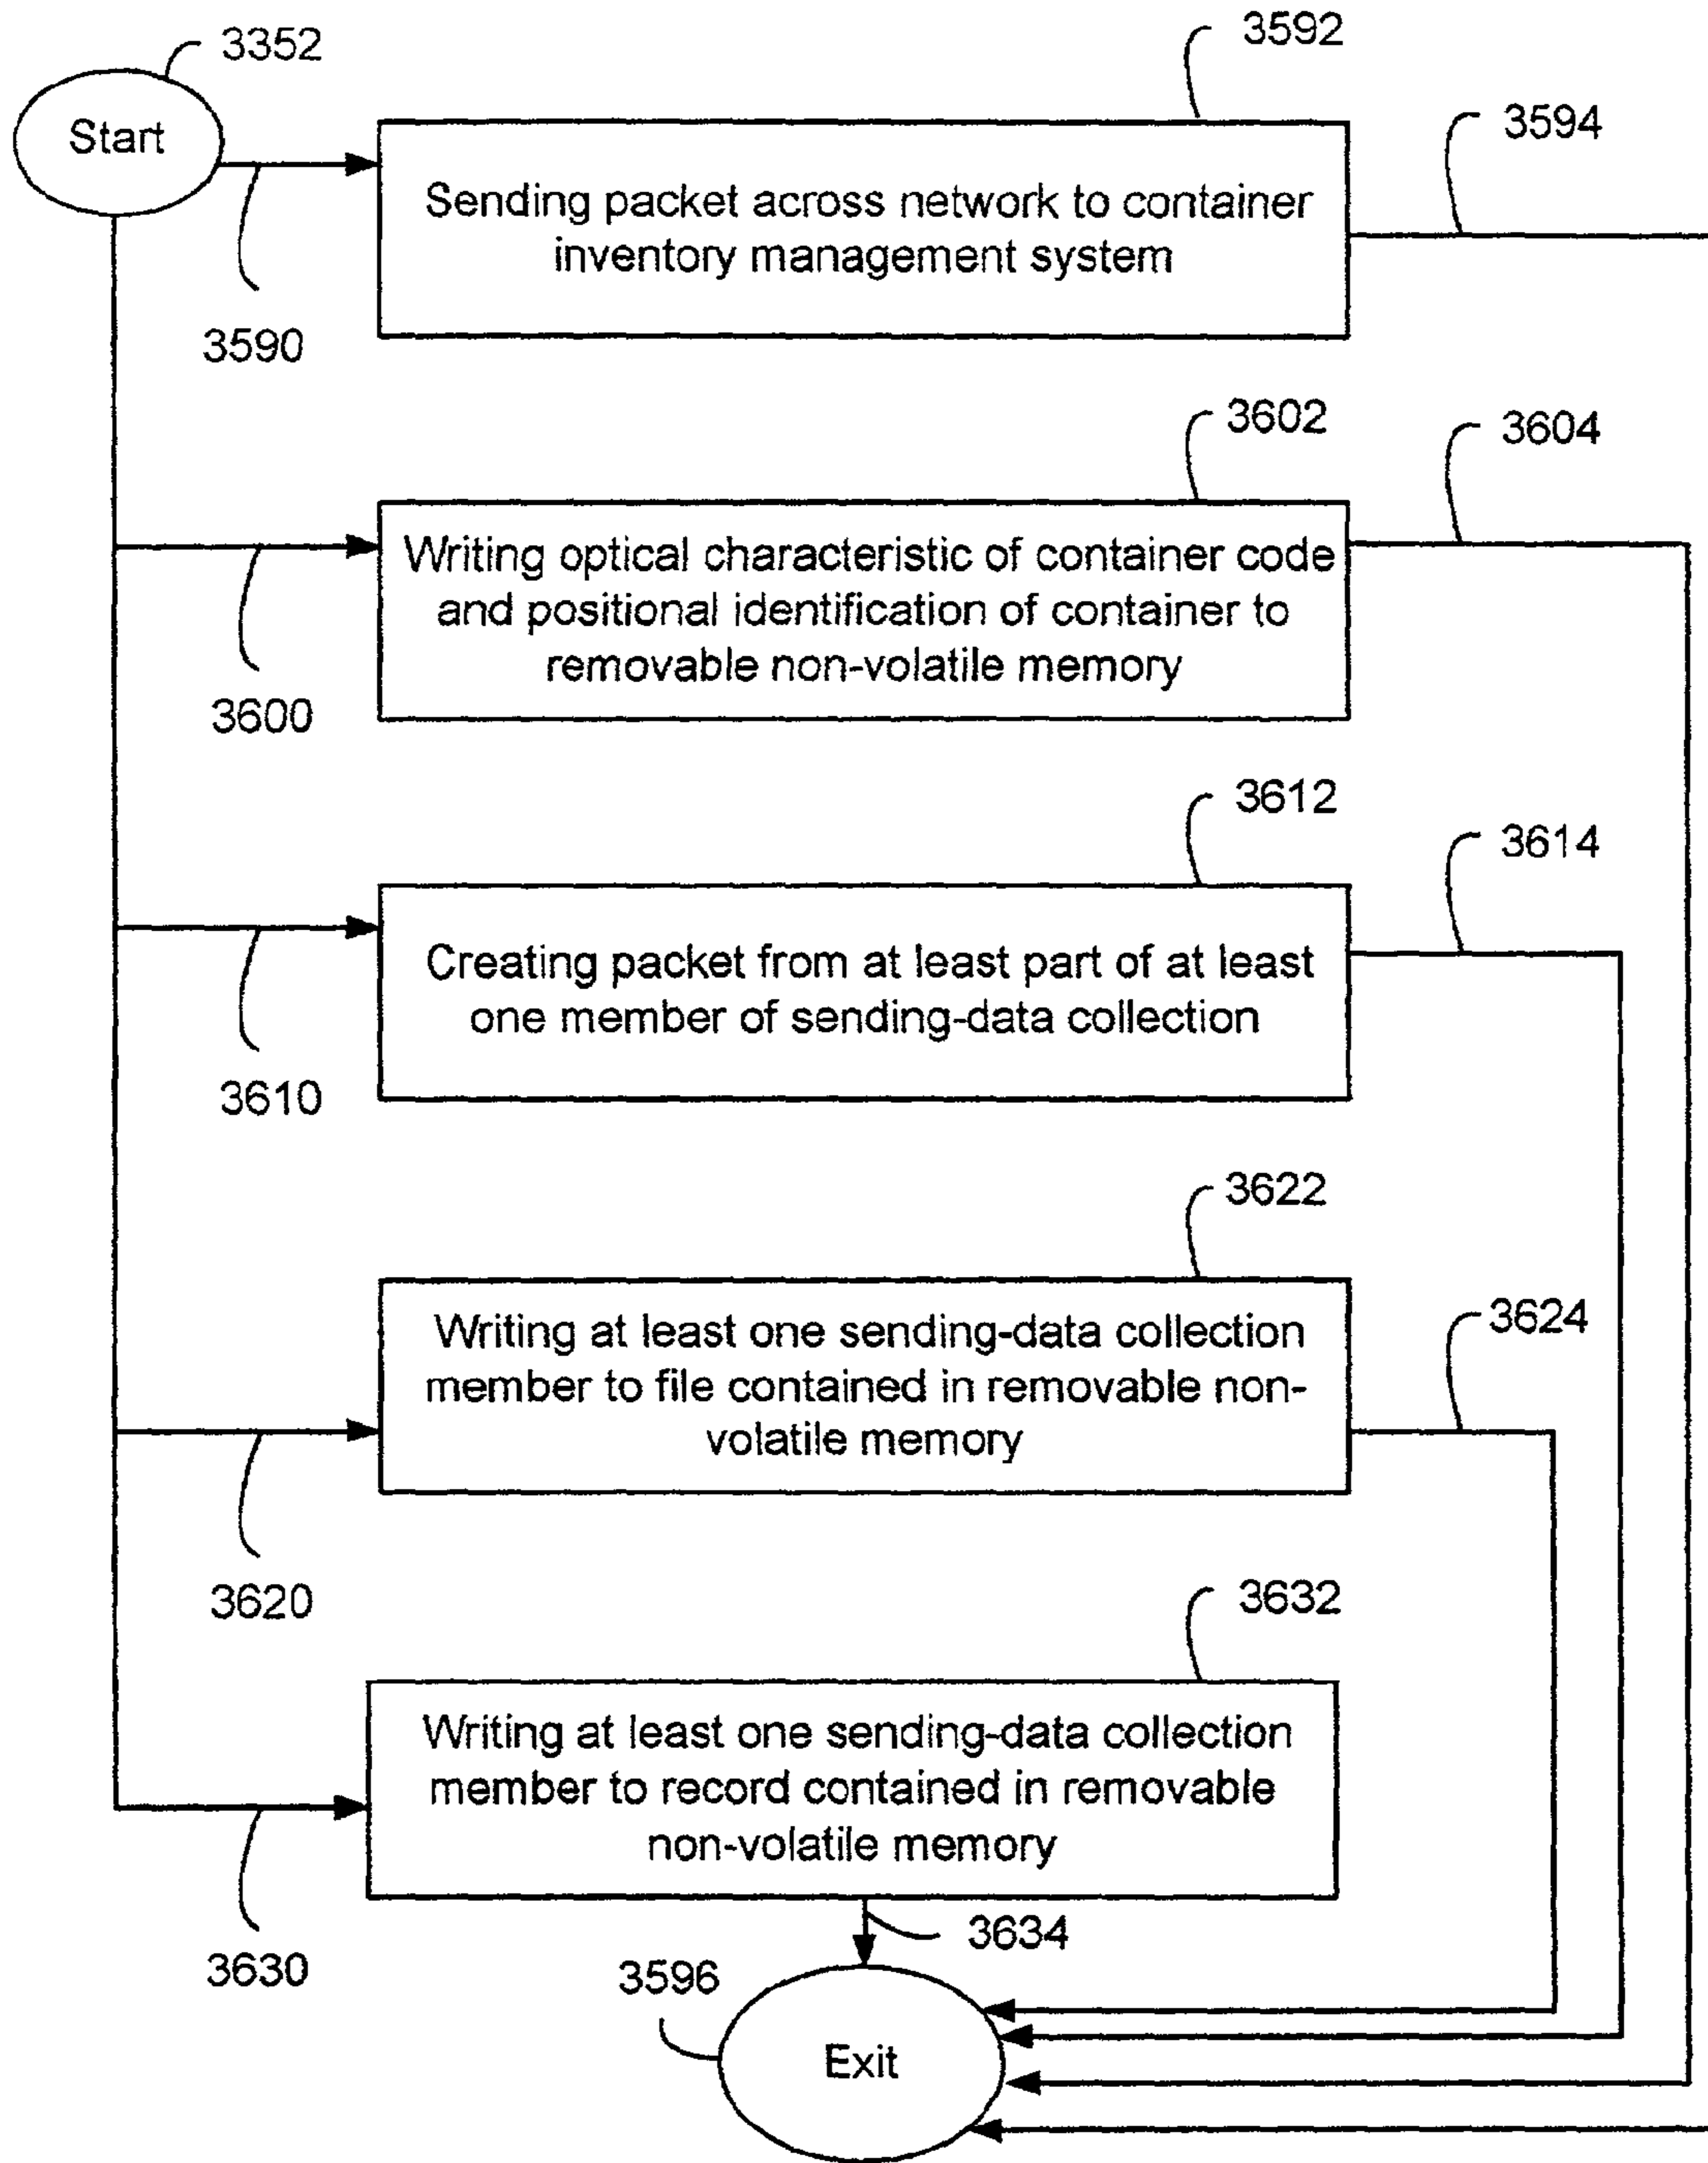 3352
Start
3590
3592
3594
Sending packet across network to container
inventory management system
3602
3604
Writing optical characteristic of container code
and positional identification of container to
removable non-volatile memory
3600
3612
3614
Creating packet from at least part of at least
one member of sending-data collection
3610
3622
3624
Writing at least one sending-data collection
member to file contained in removable non-
volatile memory
3620
3632
Writing at least one sending-data collection
member to record contained in removable
non-volatile memory
3630
3634
3596
Exit